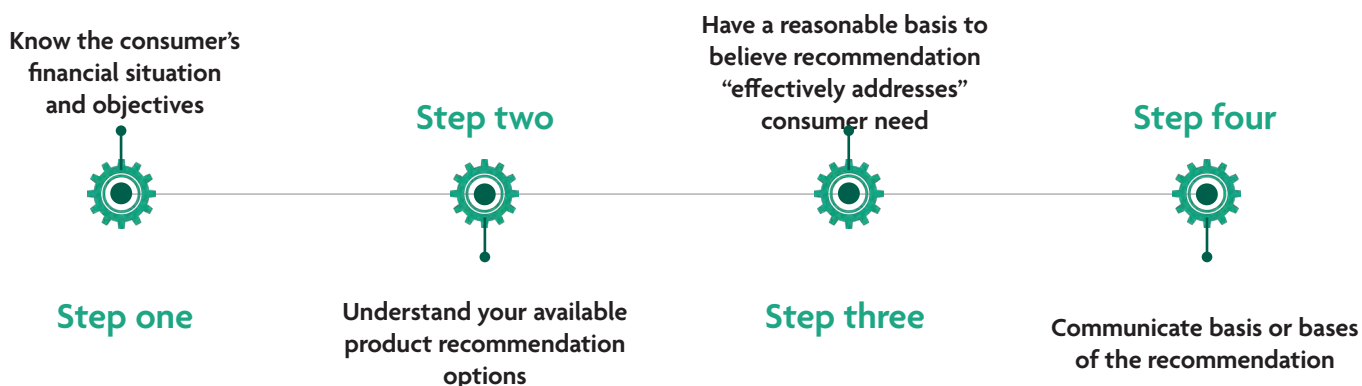 Know the consumer’s
financial situation
and objectives
Step one
Step two
Understand your available
product recommendation
options
Have a reasonable basis to
believe recommendation
“effectively addresses”
consumer need
Step three
Step four
Communicate basis or bases
of the recommendation